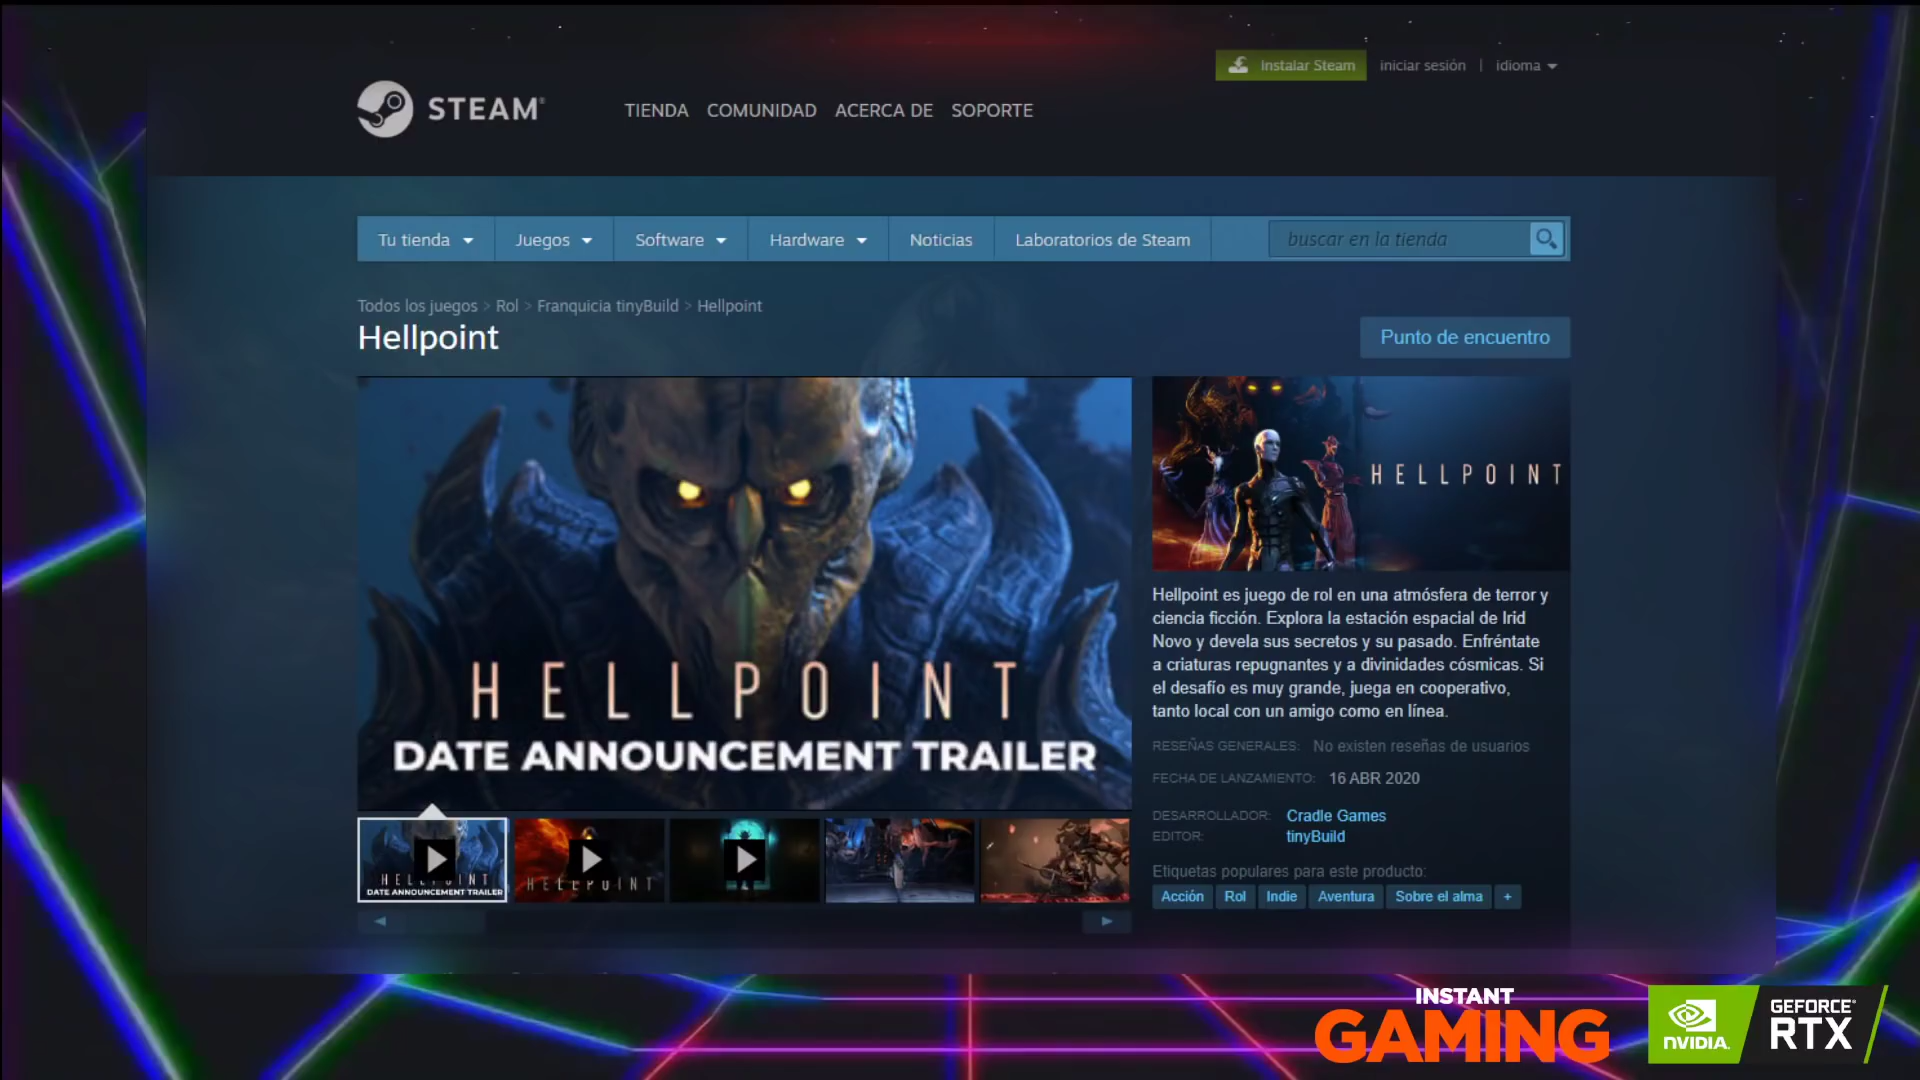 Instalar Steam
iniciar sesión | idioma
STEAM®
TIENDA COMUNIDAD ACERCA DE SOPORTE
Tu tienda Juegos Software Hardware Noticias Laboratorios de Steam buscar en la tienda
Todos los juegos > Rol > Franquicia tinyBuild > Hellpoint
Hellpoint
Punto de encuentro
HELLPOINT
DATE ANNOUNCEMENT TRAILER
HELLPOINT
DATE ANNOUNCEMENT TRAILER
HELLPOINT
HELLPOINT
Hellpoint es juego de rol en una atmósfera de terror y
ciencia ficción. Explora la estación espacial de Irid
Novo y devela sus secretos y su pasado. Enfréntate
a criaturas repugnantes y a divinidades cósmicas. Si
el desafío es muy grande, juega en cooperativo,
tanto local con un amigo como en línea.
RESEÑAS GENERALES: No existen reseñas de usuarios
FECHA DE LANZAMIENTO: 16 ABR 2020
DESARROLLADOR: Cradle Games
EDITOR: tinyBuild
Etiquetas populares para este producto:
Acción Rol Indie Aventura Sobre el alma +
INSTANT
GAMING
NVIDIA.
GEFORCE®
RTX